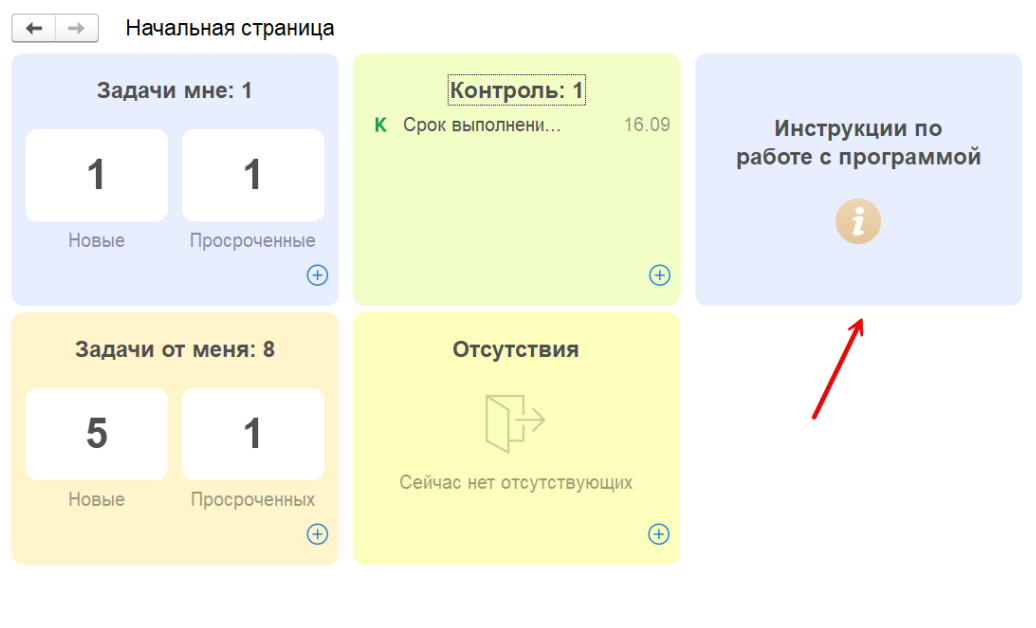 Начальная страница
Задачи мне: 1
1
1
Новые
Просроченные
Контроль: 1
К Срок выполнени... 16.09
Инструкции по
работе с программой
i
Задачи от меня: 8
5
1
Новые
Просроченных
Отсутствия
Сейчас нет отсутствующих